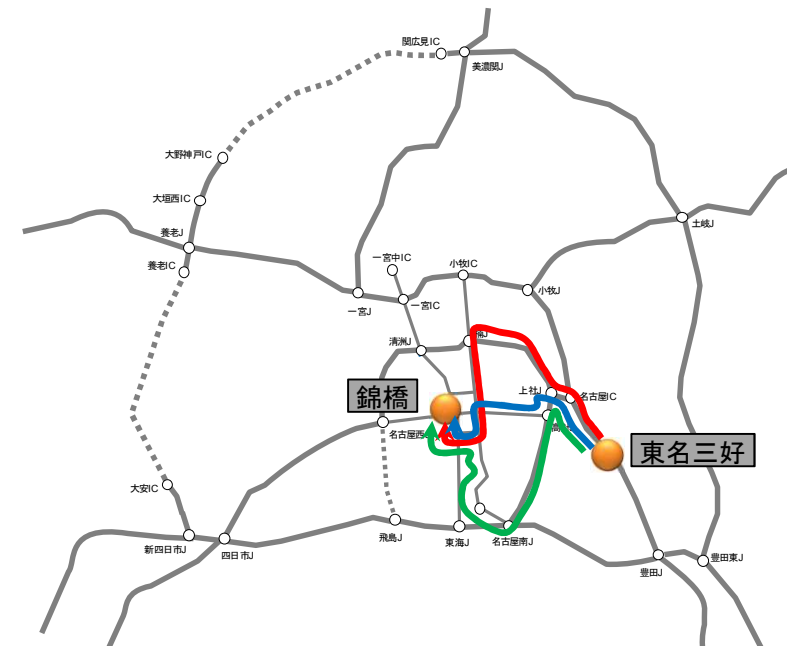 関広見IC
美濃関J
大野神戸IC
大垣西IC
土岐J
養老J
一宮中IC
小牧IC
養老IC
小牧J
一宮J
一宮IC
清洲J
上社J
名古屋IC
錦橋
名古屋西
東名三好
大安IC
飛島J
東海J
名古屋南J
新四日市J
四日市J
豊田J
豊田東J